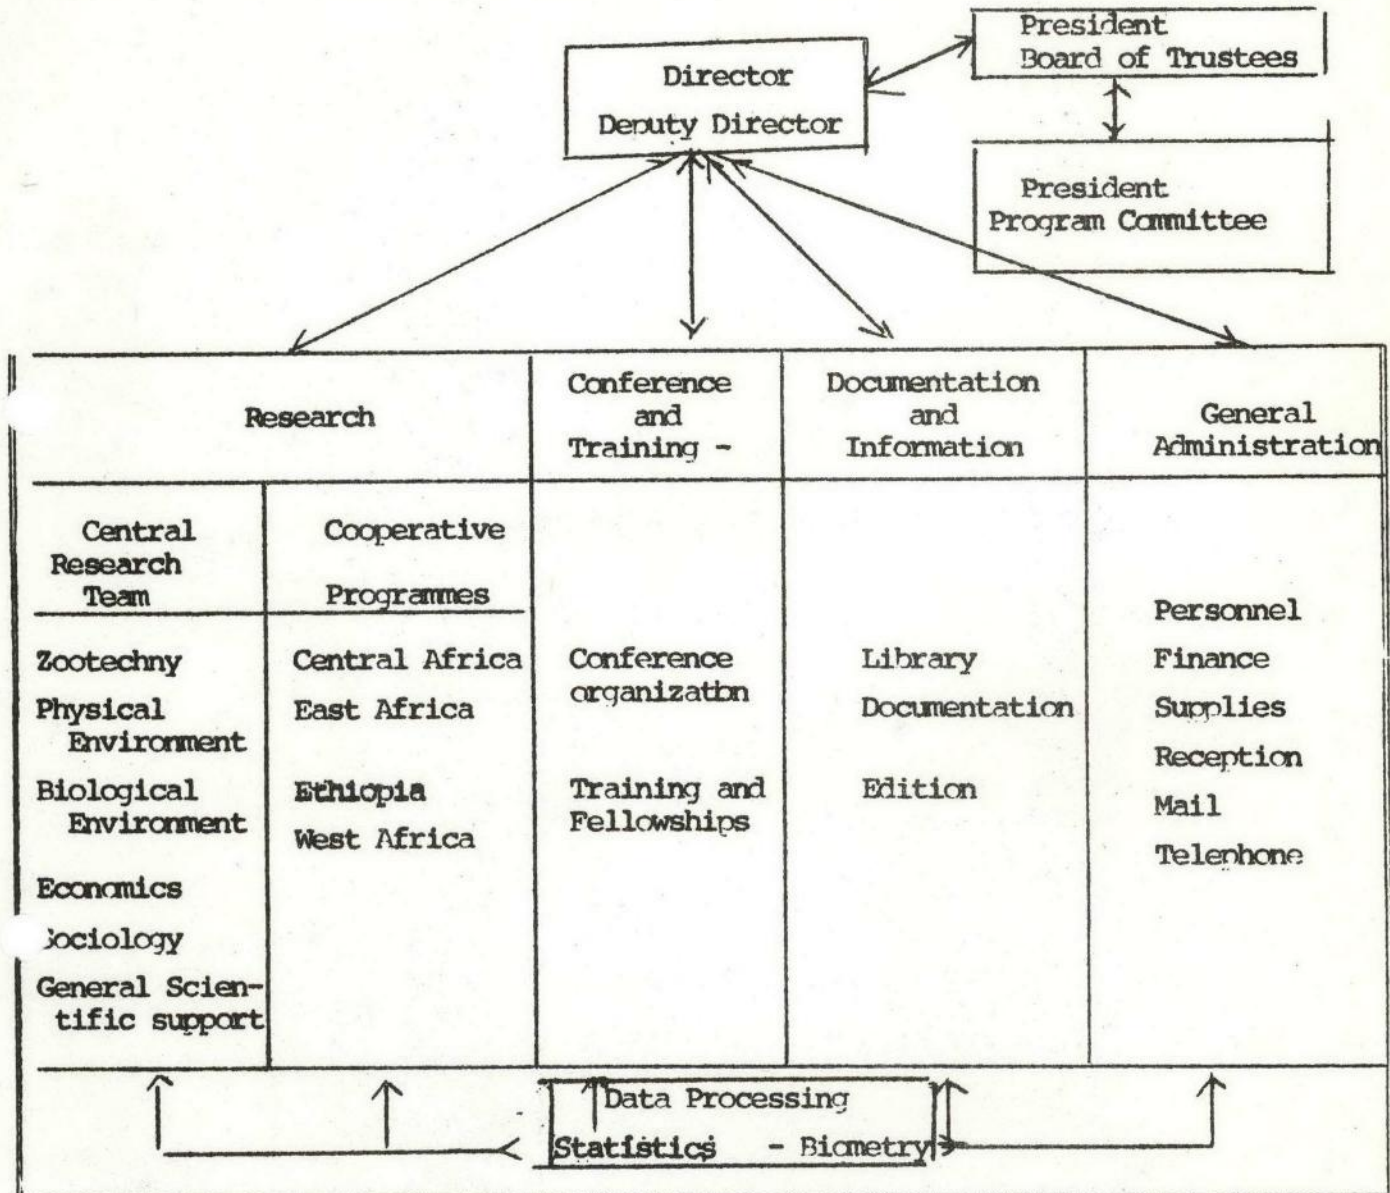 President
Board of Trustees
Director
Deputy Director
President
Program Committee
Research
Conference
and
Training -
Documentation
and
Information
General
Administration
Central
Research
Team
Cooperative
Programmes
Zootechny
Physical
Environment
Biological
Environment
Economics
Sociology
General Scien-
tific support
Central Africa
East Africa
Ethiopia
West Africa
Conference
organizatbn
Training and
Fellowships
Library
Documentation
Edition
Personnel
Finance
Supplies
Reception
Mail
Telephone
Data Processing
Statistics - Biometry